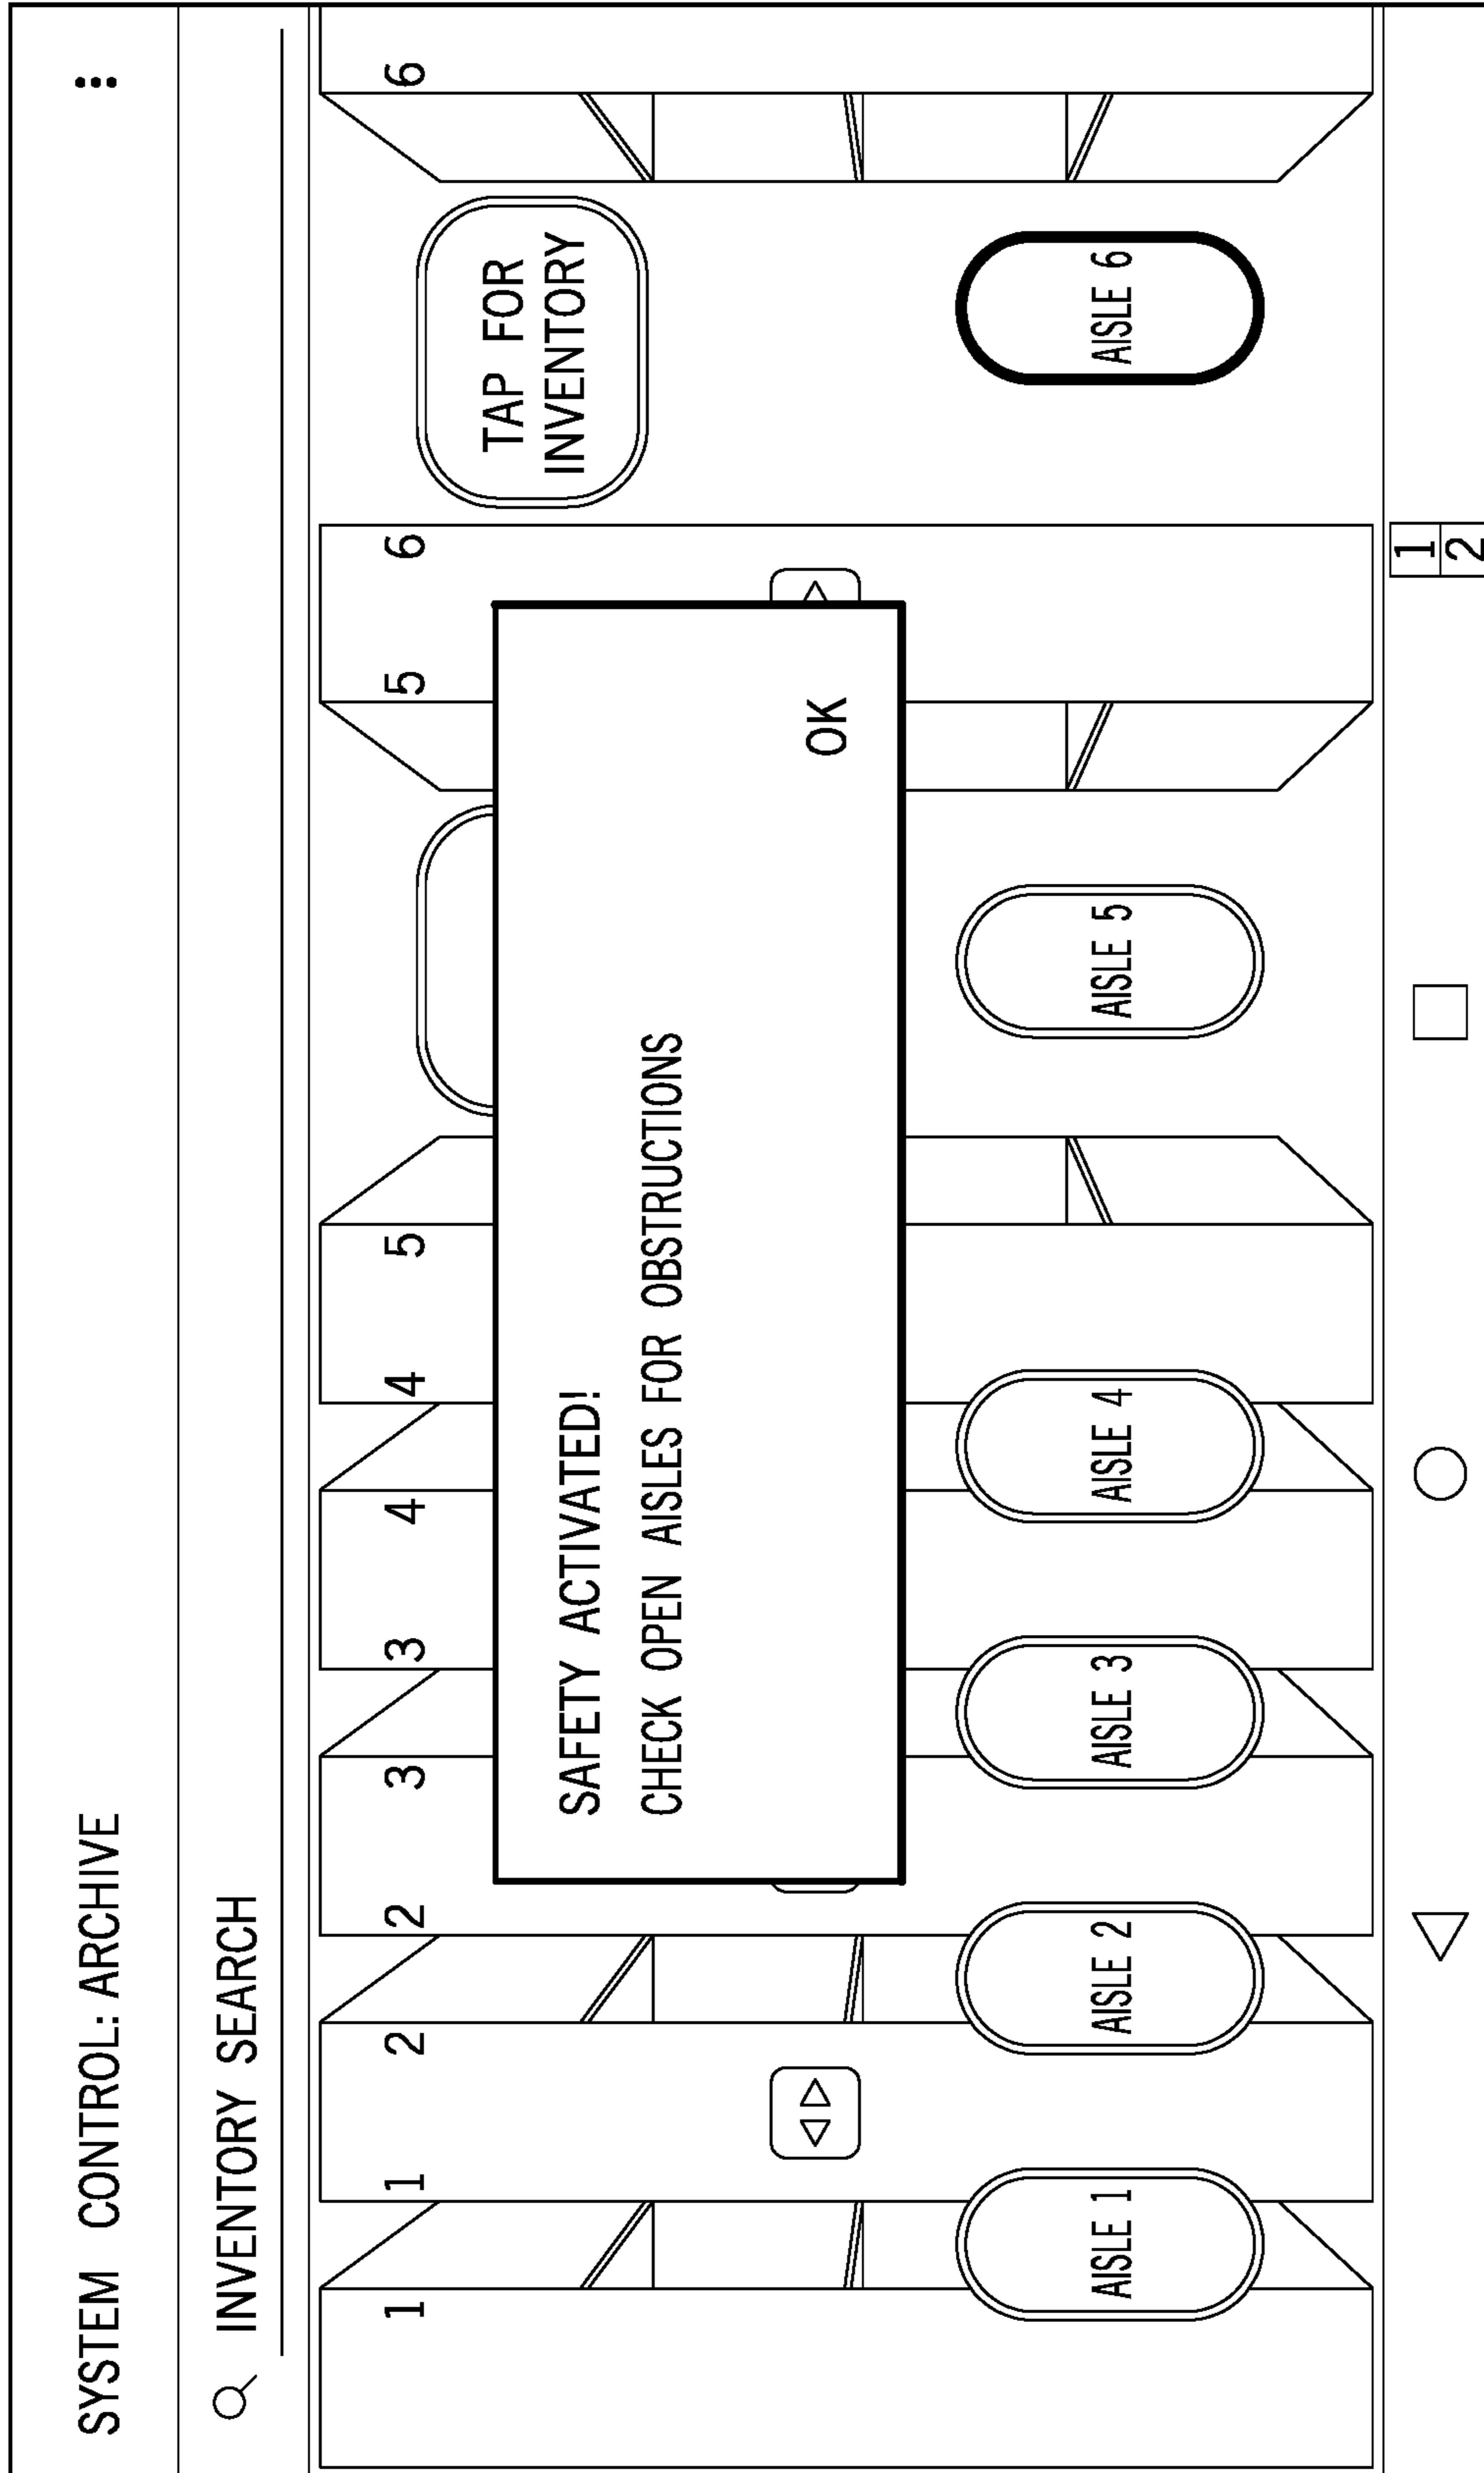 SYSTEM CONTROL: ARCHIVE
INVENTORY SEARCH
1 1 2 2 3 3 4 4 5 5 6 6
TAP FOR
INVENTORY
SAFETY ACTIVATED!
CHECK OPEN AISLES FOR OBSTRUCTIONS
OK
AISLE 1
AISLE 2
AISLE 3
AISLE 4
AISLE 5
AISLE 6
1
2